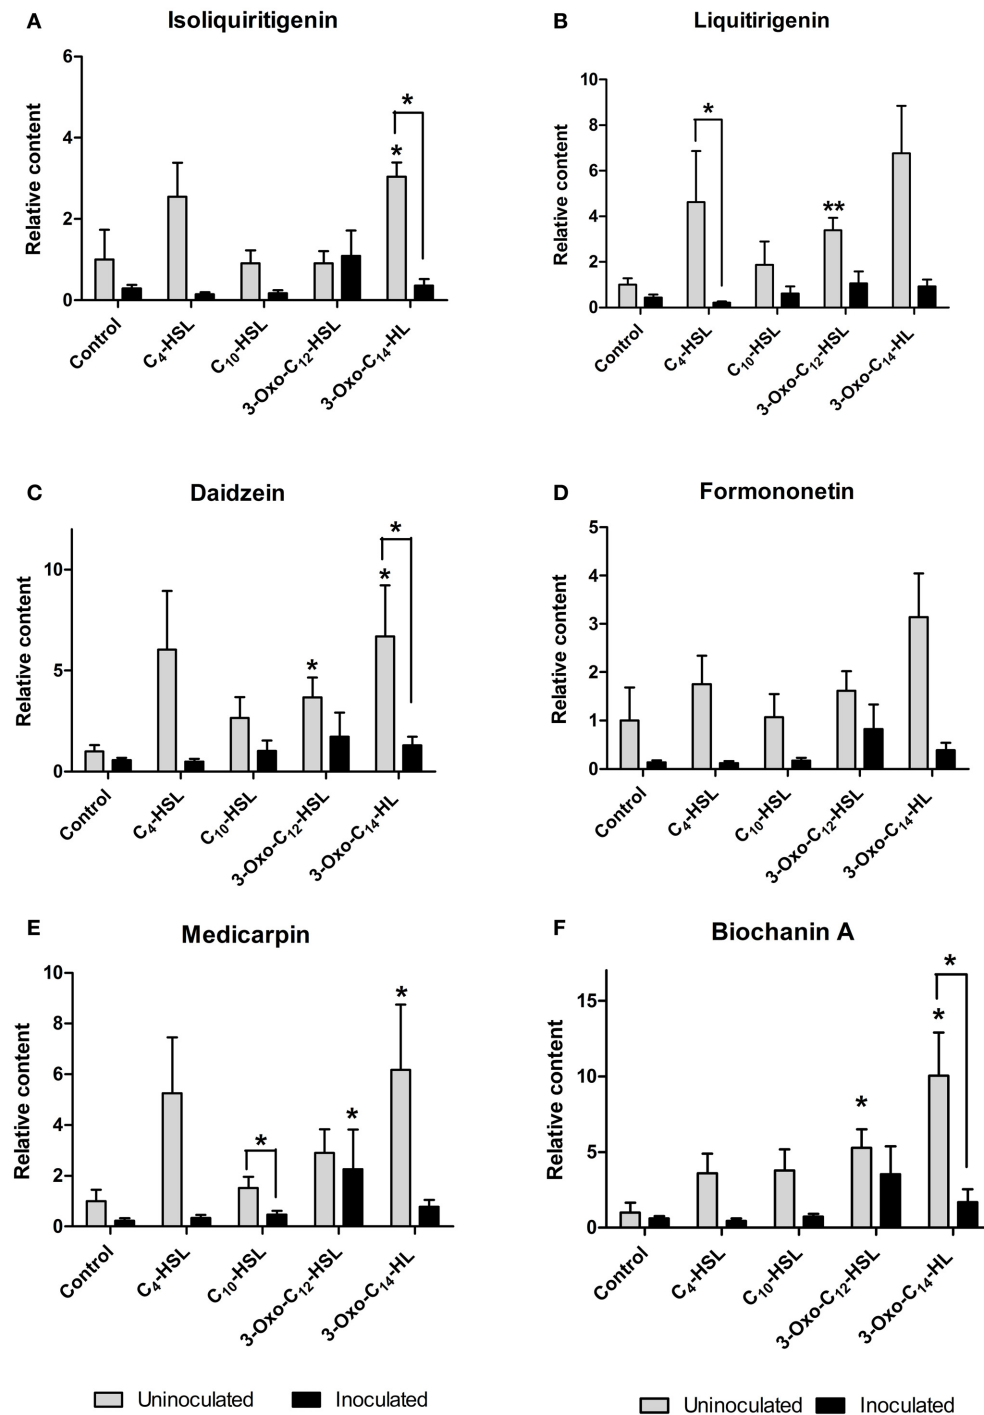 A
Isoliquiritigenin
Relative content
6
4
2
0
*
*
Control
C4-HSL
C10-HSL
3-Oxo-C12-HSL
3-Oxo-C14-HL
B
Liquitirigenin
Relative content
10
8
6
4
2
0
*
**
Control
C4-HSL
C10-HSL
3-Oxo-C12-HSL
3-Oxo-C14-HL
C
Daidzein
Relative content
10
5
0
*
*
*
Control
C4-HSL
C10-HSL
3-Oxo-C12-HSL
3-Oxo-C14-HL
D
Formononetin
Relative content
5
4
3
2
1
0
Control
C4-HSL
C10-HSL
3-Oxo-C12-HSL
3-Oxo-C14-HL
E
Medicarpin
Relative content
10
8
6
4
2
0
*
*
*
Control
C4-HSL
C10-HSL
3-Oxo-C12-HSL
3-Oxo-C14-HL
F
Biochanin A
Relative content
15
10
5
0
*
*
*
Control
C4-HSL
C10-HSL
3-Oxo-C12-HSL
3-Oxo-C14-HL
Uninoculated Inoculated
Uninoculated Inoculated